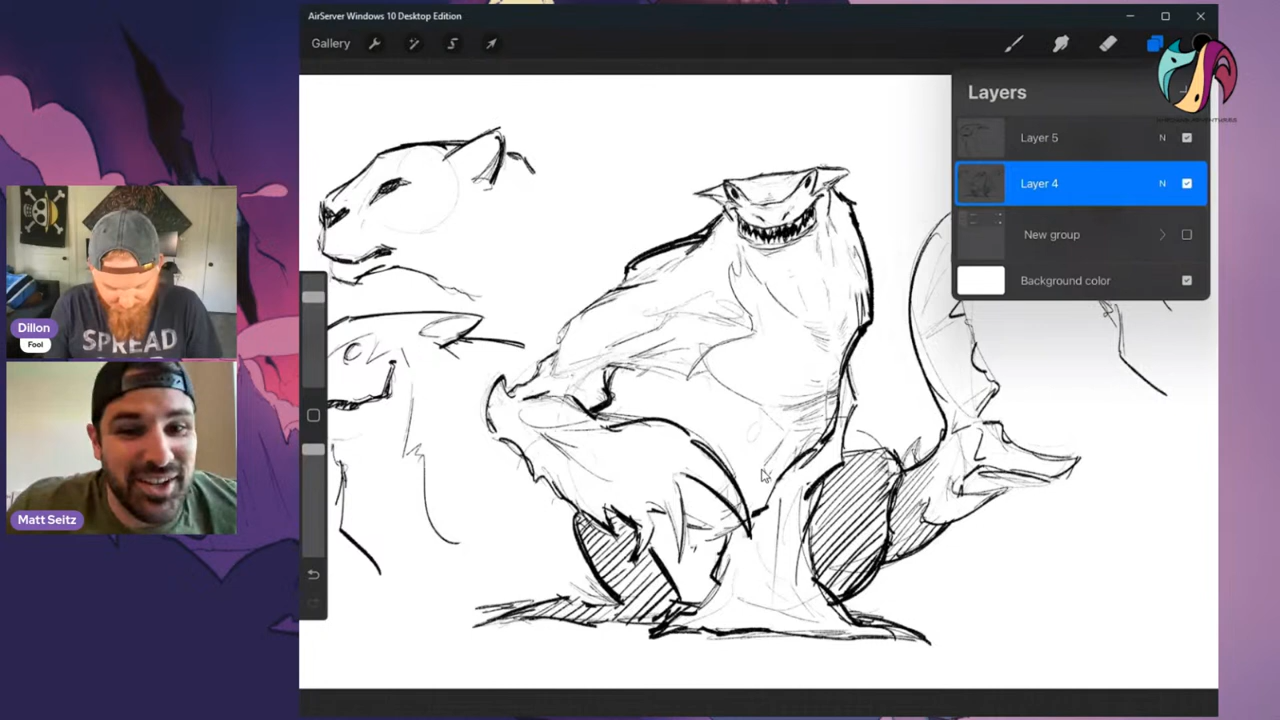 AirServer Windows 10 Desktop Edition
Gallery
Layers
Layer 5
N
Layer 4
N
New group
Background color
Dillon
Fool
SPREAD
Matt Seitz